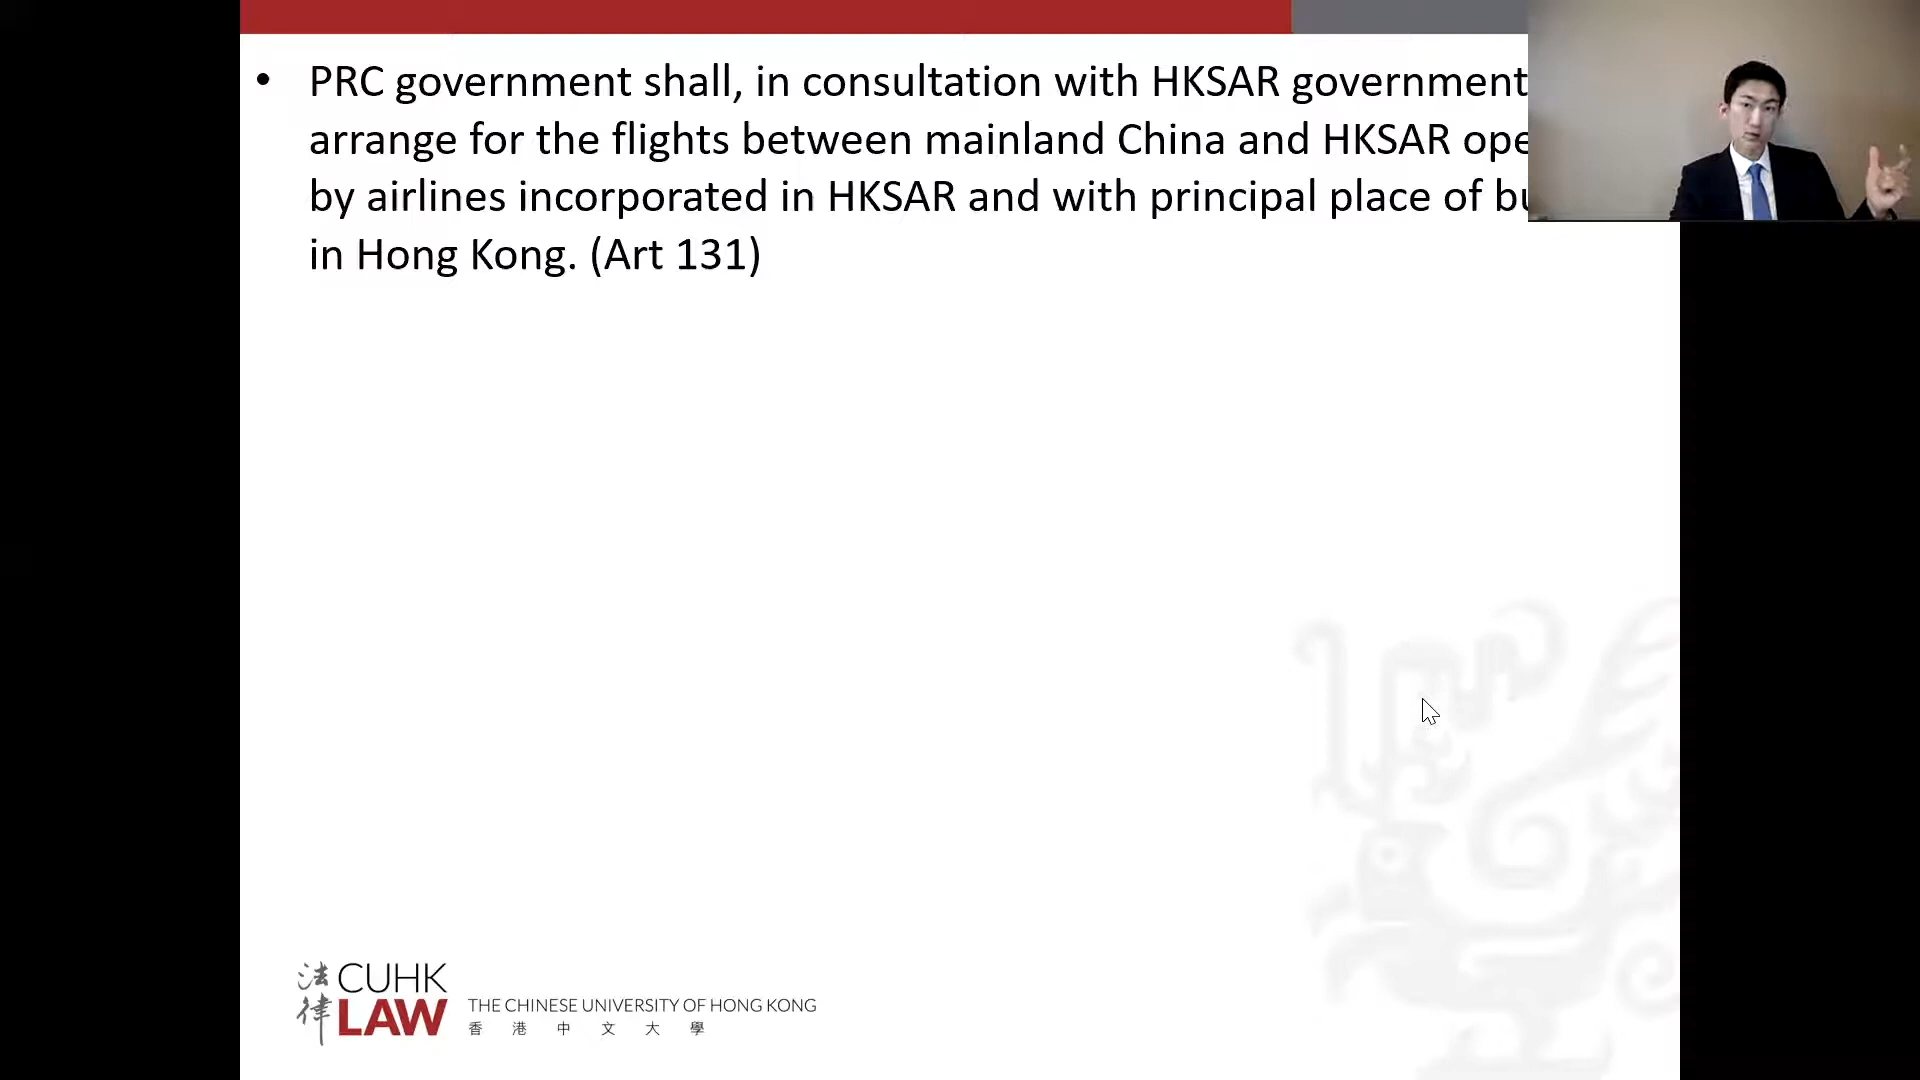 • PRC government shall, in consultation with HKSAR government
arrange for the flights between mainland China and HKSAR
by airlines incorporated in HKSAR and with principal place of
in Hong Kong. (Art 131)
法律
CUHK
LAW
THE CHINESE UNIVERSITY OF HONG KONG
香港中文大學